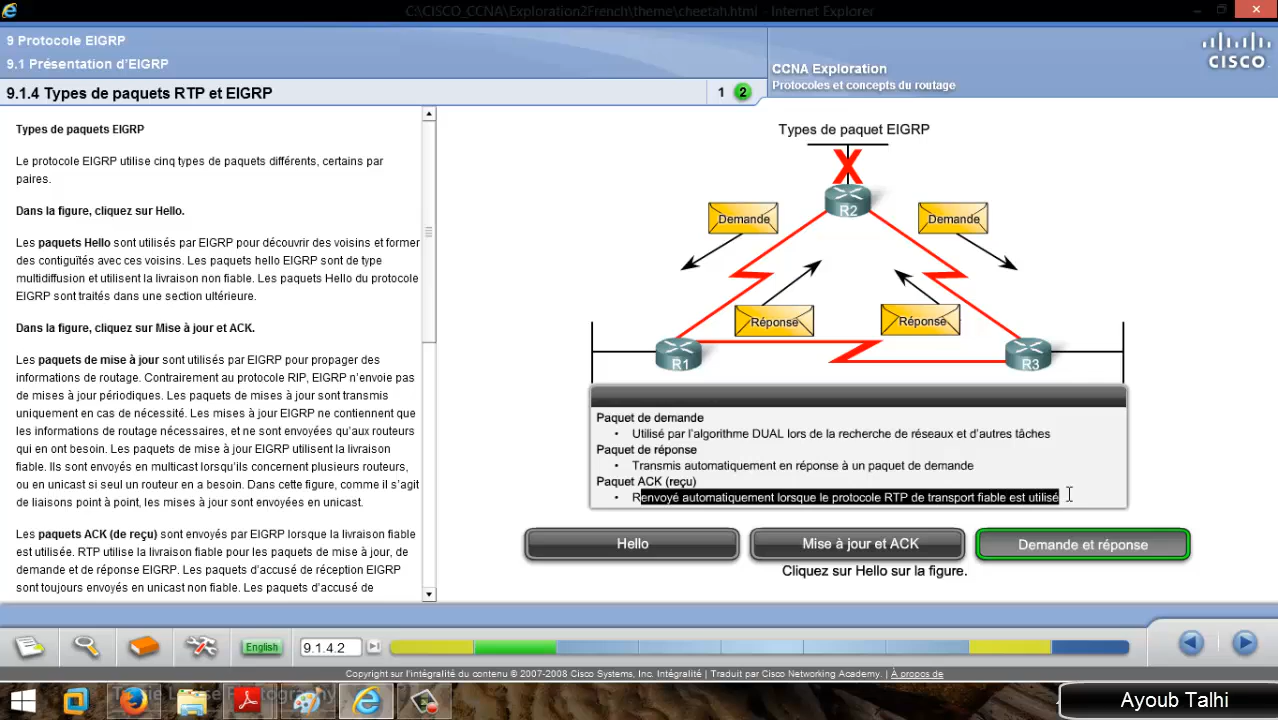 C:\CISCO_CCNA\Exploration2French\theme\cheetah.html - Internet Explorer
9 Protocole EIGRP
9.1 Présentation d'EIGRP
9.1.4 Types de paquets RTP et EIGRP
1 2
CCNA Exploration
Protocoles et concepts du routage
CISCO
Types de paquets EIGRP
Le protocole EIGRP utilise cinq types de paquets différents, certains par
paires.
Dans la figure, cliquez sur Hello.
Les paquets Hello sont utilisés par EIGRP pour découvrir des voisins et former
des contiguïtés avec ces voisins. Les paquets hello EIGRP sont de type
multidiffusion et utilisent la livraison non fiable. Les paquets Hello du protocole
EIGRP sont traités dans une section ultérieure.
Dans la figure, cliquez sur Mise à jour et ACK.
Les paquets de mise à jour sont utilisés par EIGRP pour propager des
informations de routage. Contrairement au protocole RIP, EIGRP n'envoie pas
de mises à jour périodiques. Les paquets de mises à jour sont transmis
uniquement en cas de nécessité. Les mises à jour EIGRP ne contiennent que
les informations de routage nécessaires, et ne sont envoyées qu'aux routeurs
qui en ont besoin. Les paquets de mise à jour EIGRP utilisent la livraison
fiable. Ils sont envoyés en multicast lorsqu'ils concernent plusieurs routeurs,
ou en unicast si seul un routeur en a besoin. Dans cette figure, comme il s'agit
de liaisons point à point, les mises à jour sont envoyées en unicast.
Les paquets ACK (de reçu) sont envoyés par EIGRP lorsque la livraison fiable
est utilisée. RTP utilise la livraison fiable pour les paquets de mise à jour, de
demande et de réponse EIGRP. Les paquets d'accusé de réception EIGRP
sont toujours envoyés en unicast non fiable. Les paquets d'accusé de
Types de paquet EIGRP
X
R2
Demande
Demande
Réponse
Réponse
R1
R3
Paquet de demande
• Utilisé par l'algorithme DUAL lors de la recherche de réseaux et d'autres tâches
Paquet de réponse
• Transmis automatiquement en réponse à un paquet de demande
Paquet ACK (reçu)
• Renvoyé automatiquement lorsque le protocole RTP de transport fiable est utilisé
Hello
Mise à jour et ACK
Demande et réponse
Cliquez sur Hello sur la figure.
English
9.1.4.2
Copyright sur l'intégralité du contenu © 2007-2008 Cisco Systems, Inc. Intégralité | Traduit par Cisco Networking Academy. | À propos de
Photography
Ayoub Talhi